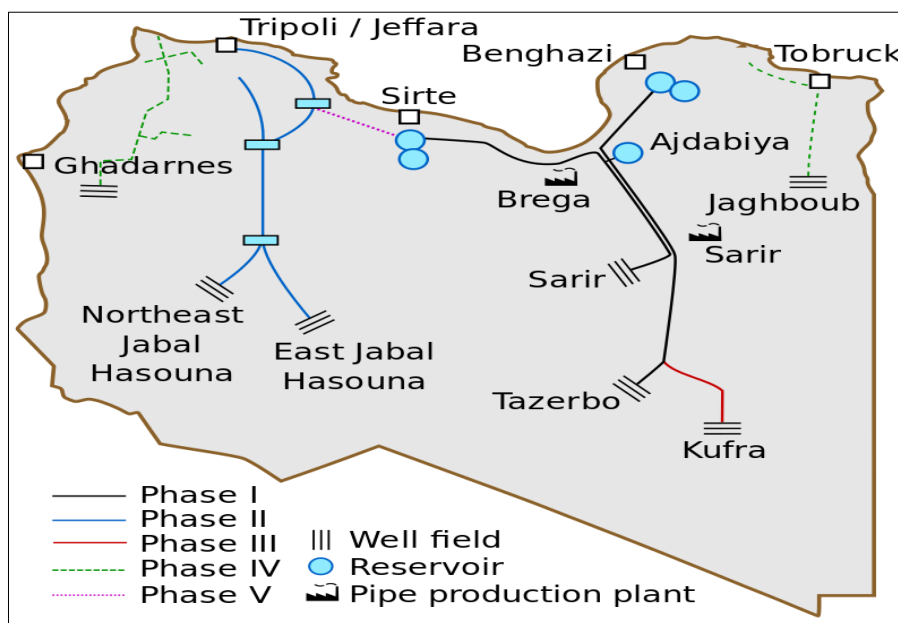 Tripoli / Jeffara
Benghazi
Tobruck
Sirte
Ghadarnes
Ajdabiya
Brega
Jaghboub
Sarir
Sarir
Northeast
Jabal
Hasouna
East Jabal
Hasouna
Tazerbo
Kufra
Phase I
Phase II
Phase III
Phase IV
Phase V
Well field
Reservoir
Pipe production plant